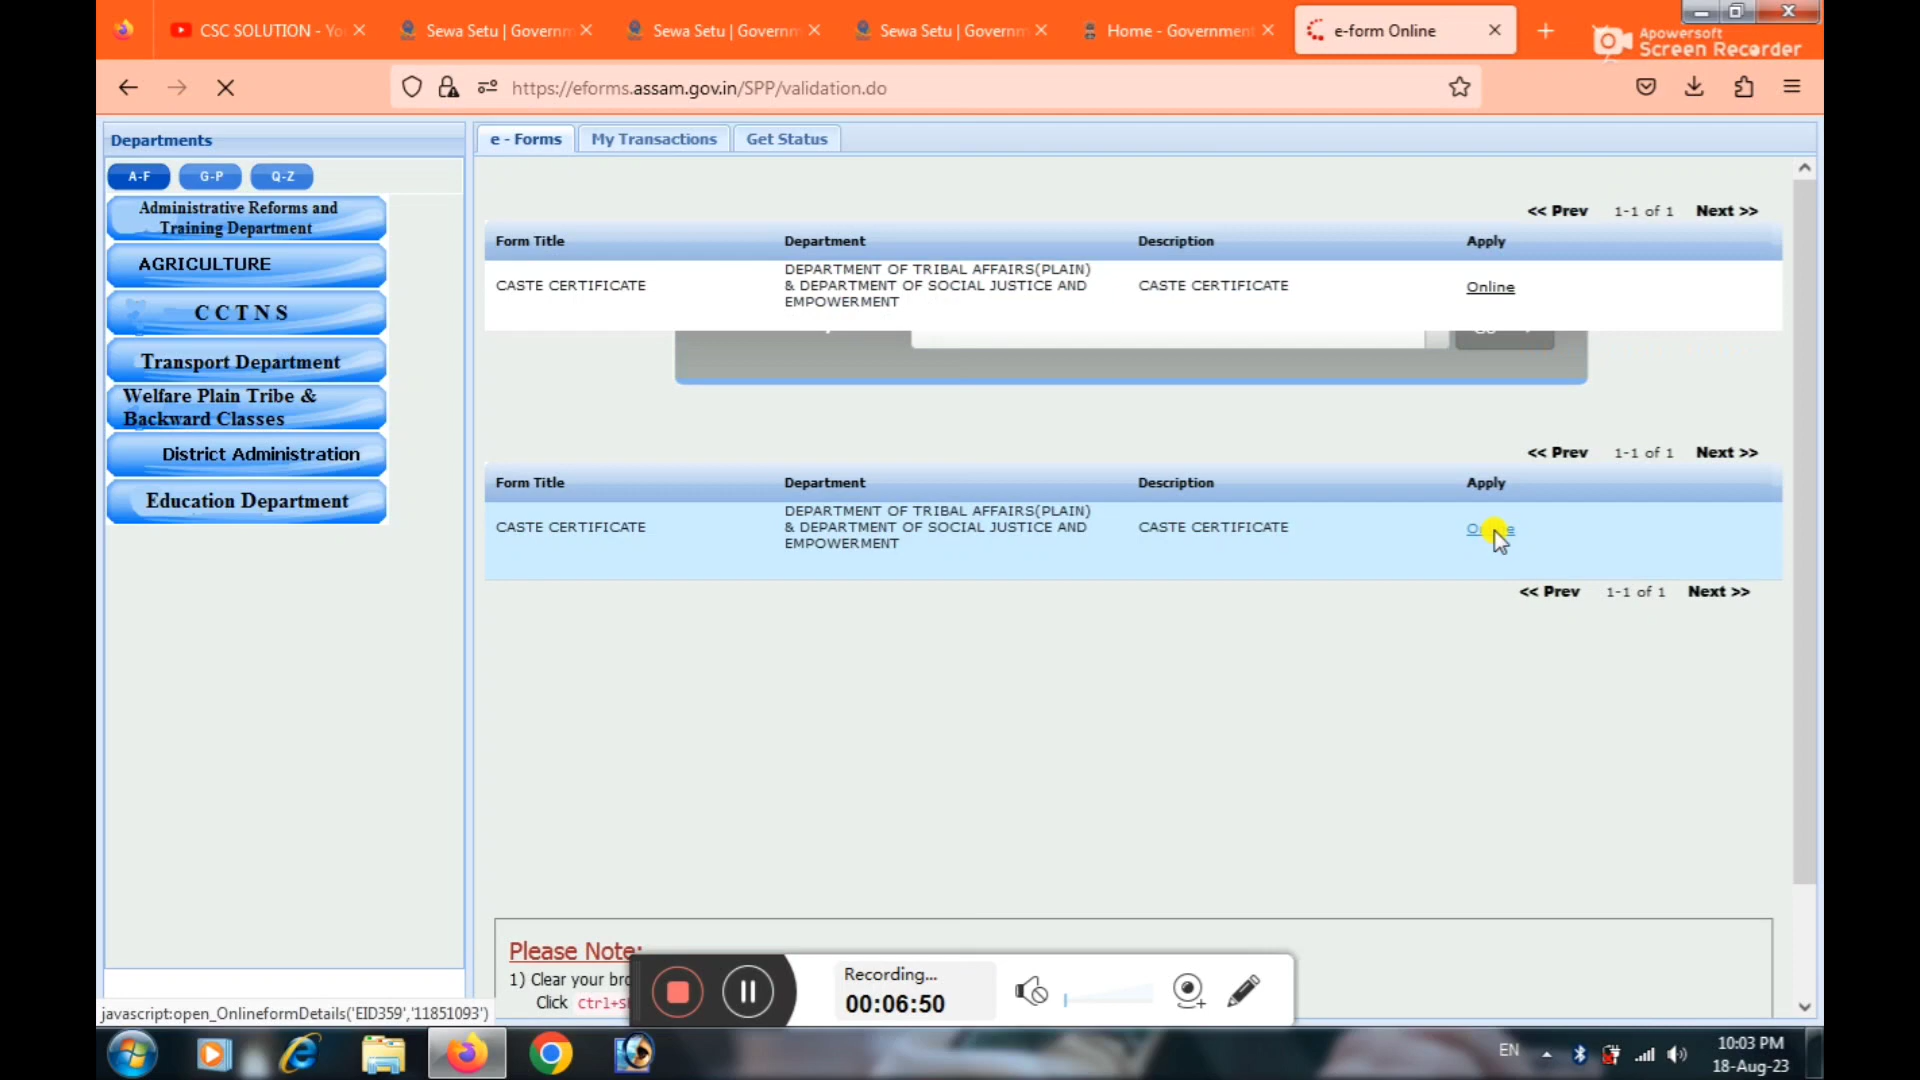 CSC SOLUTION - Yo
Sewa Setu | Governm
Sewa Setu | Governm
Sewa Setu | Governm
Home - Government
e-form Online
Apowersoft
Screen Recorder
https://eforms.assam.gov.in/SPP/validation.do
Departments
A-F
G-P
Q-Z
Administrative Reforms and
Training Department
AGRICULTURE
C C T N S
Transport Department
Welfare Plain Tribe &
Backward Classes
District Administration
Education Department
e - Forms
My Transactions
Get Status
<< Prev 1-1 of 1 Next >>
Form Title Department Description Apply
DEPARTMENT OF TRIBAL AFFAIRS(PLAIN)
CASTE CERTIFICATE & DEPARTMENT OF SOCIAL JUSTICE AND CASTE CERTIFICATE Online
EMPOWERMENT
<< Prev 1-1 of 1 Next >>
Form Title Department Description Apply
DEPARTMENT OF TRIBAL AFFAIRS(PLAIN)
CASTE CERTIFICATE & DEPARTMENT OF SOCIAL JUSTICE AND CASTE CERTIFICATE
EMPOWERMENT
<< Prev 1-1 of 1 Next >>
Please Note:
1) Clear your
Click
javascript:open_OnlineformDetails('EID359','11851093')
Recording...
00:06:50
EN
10:03 PM
18-Aug-23